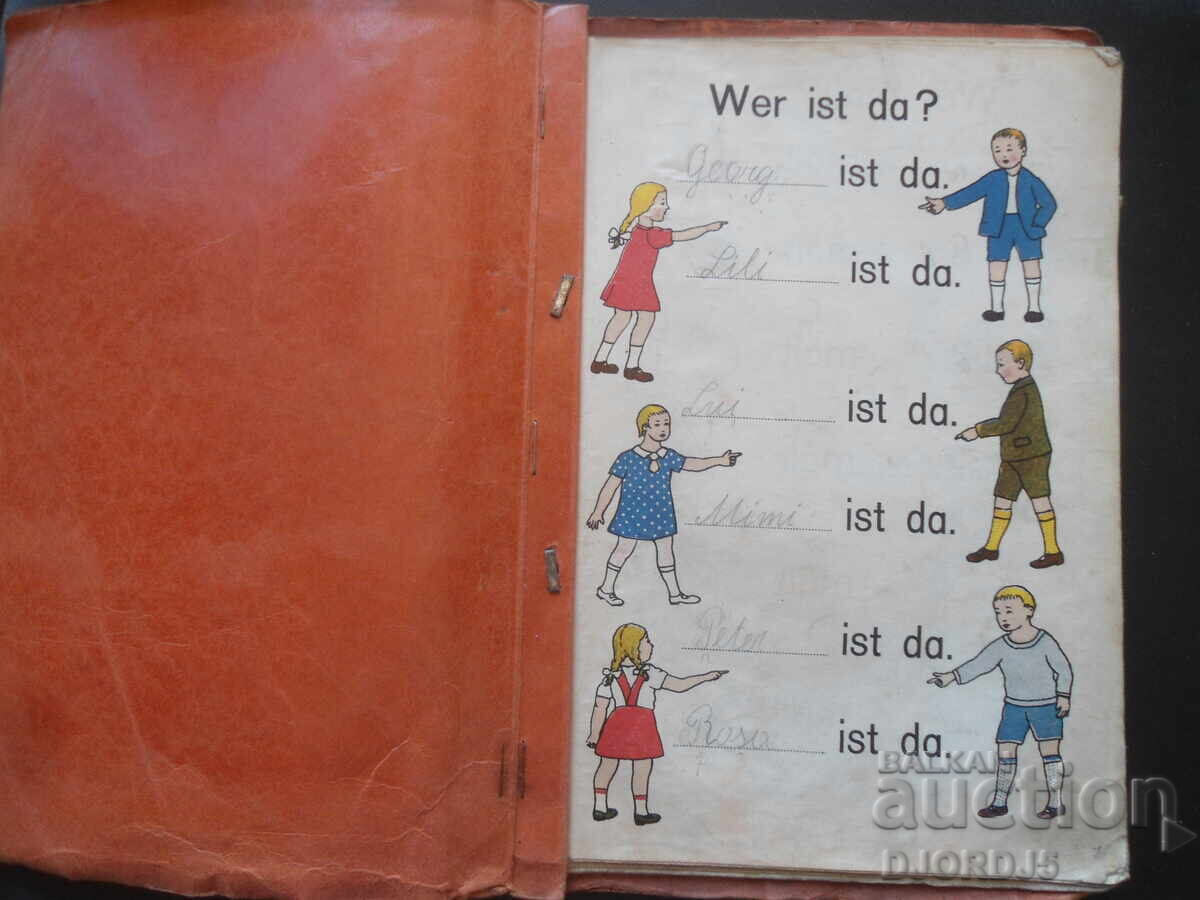 Wer ist da?
Georg ist da.
Lili ist da.
Lui ist da.
Mimi ist da.
Peter ist da.
Rosa ist da.
BALKAN
auction
DJORDJ5